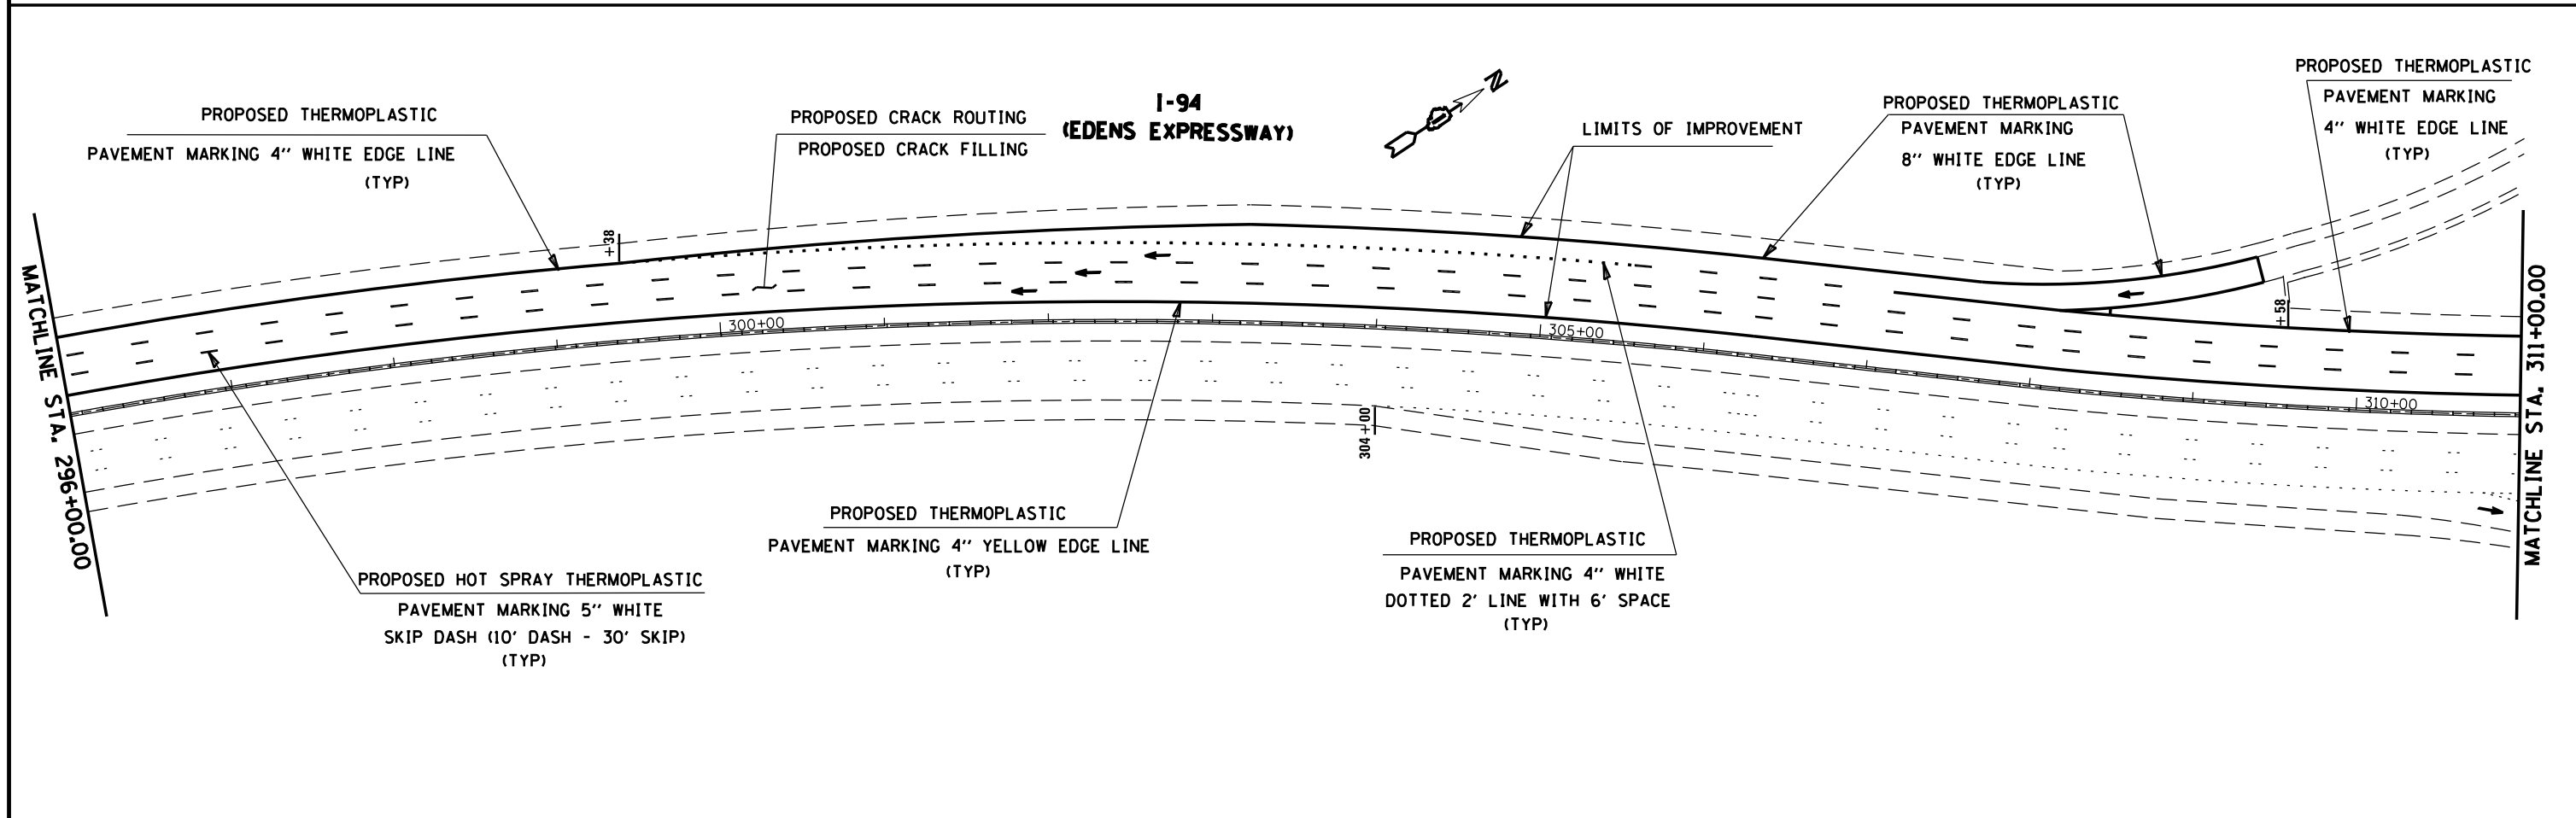 I-94
(EDENS EXPRESSWAY)
N
PROPOSED THERMOPLASTIC
PAVEMENT MARKING 4'' WHITE EDGE LINE
(TYP)
PROPOSED CRACK ROUTING
PROPOSED CRACK FILLING
LIMITS OF IMPROVEMENT
PROPOSED THERMOPLASTIC
PAVEMENT MARKING
8'' WHITE EDGE LINE
(TYP)
PROPOSED THERMOPLASTIC
PAVEMENT MARKING
4'' WHITE EDGE LINE
(TYP)
MATCHLINE STA. 296+00.00
+38
300+00
305+00
304+00
+58
310+00
MATCHLINE STA. 311+00.00
PROPOSED HOT SPRAY THERMOPLASTIC
PAVEMENT MARKING 5'' WHITE
SKIP DASH (10' DASH - 30' SKIP)
(TYP)
PROPOSED THERMOPLASTIC
PAVEMENT MARKING 4'' YELLOW EDGE LINE
(TYP)
PROPOSED THERMOPLASTIC
PAVEMENT MARKING 4'' WHITE
DOTTED 2' LINE WITH 6' SPACE
(TYP)